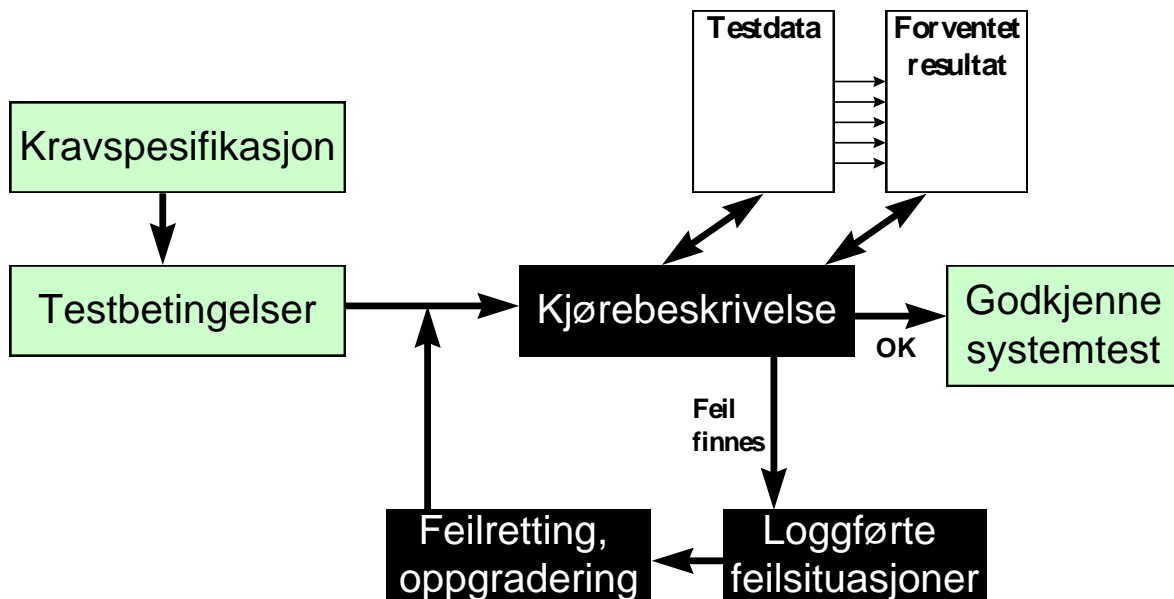 Testdata
Forventet
resultat
Kravspesifikasjon
Testbetingelser
Kjørebeskrivelse
OK
Godkjenne
systemtest
Feil
finnes
Feilretting,
oppgradering
Loggførte
feilsituasjoner